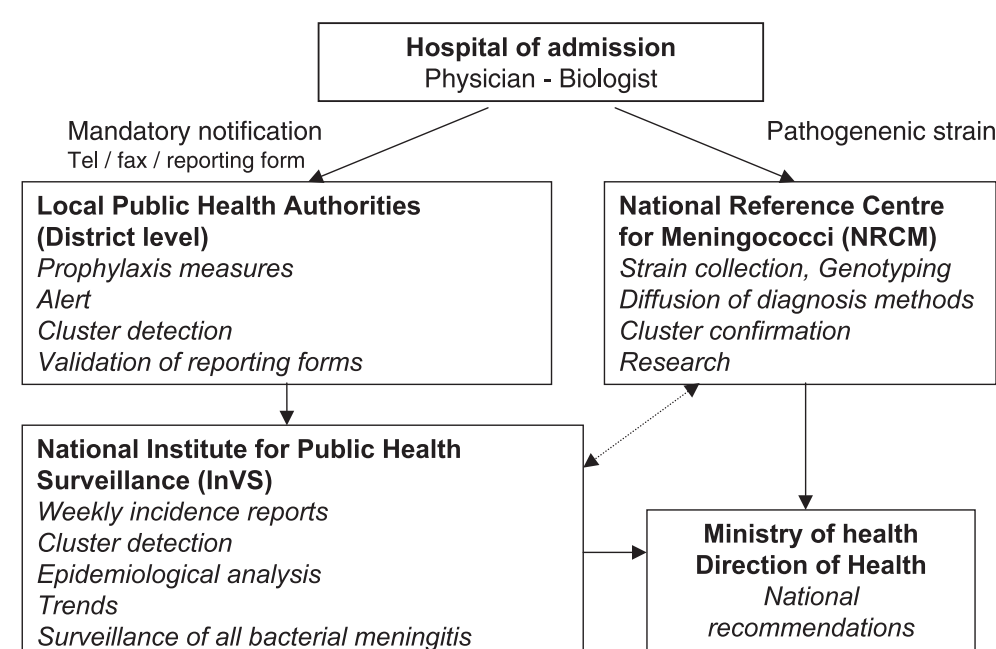 Hospital of admission
Physician - Biologist
Mandatory notification
Tel / fax / reporting form
Pathogenenic strain
Local Public Health Authorities
(District level)
Prophylaxis measures
Alert
Cluster detection
Validation of reporting forms
National Reference Centre
for Meningococci (NRCM)
Strain collection, Genotyping
Diffusion of diagnosis methods
Cluster confirmation
Research
National Institute for Public Health
Surveillance (InVS)
Weekly incidence reports
Cluster detection
Epidemiological analysis
Trends
Surveillance of all bacterial meningitis
Ministry of health
Direction of Health
National
recommendations